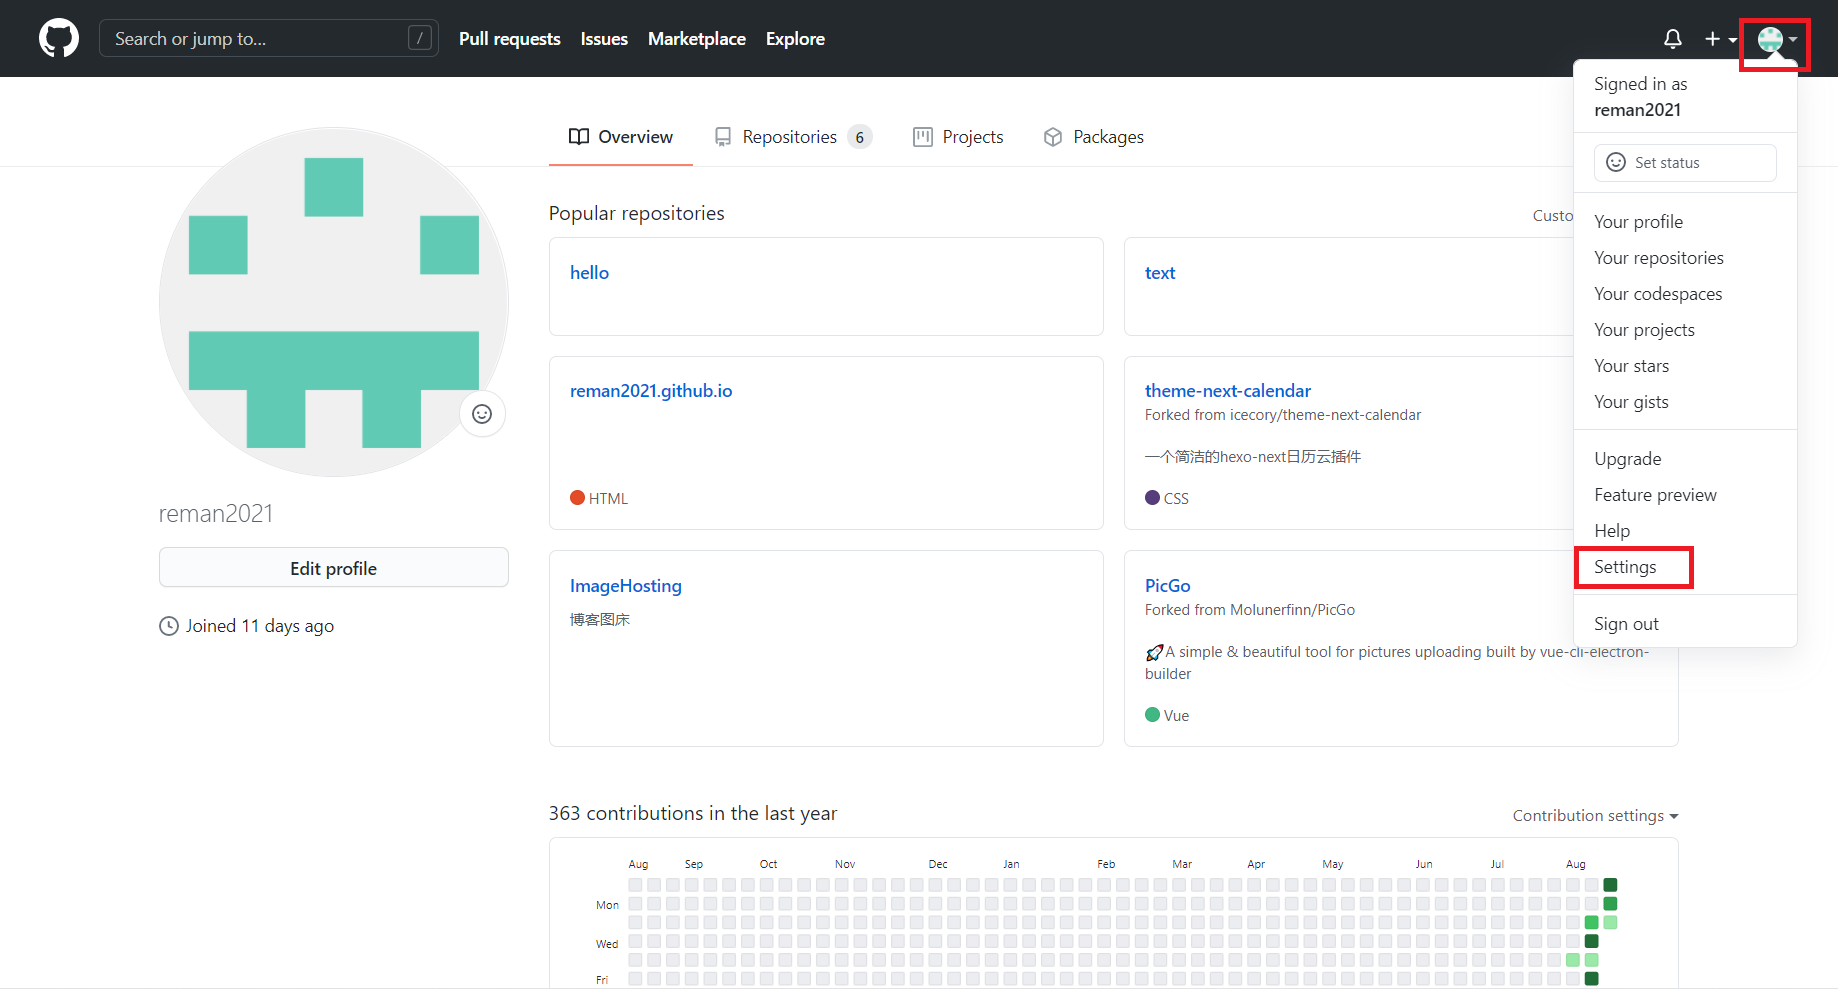 Search or jump to...
/
Pull requests
Issues
Marketplace
Explore
Signed in as
reman2021
Set status
Your profile
Your repositories
Your codespaces
Your projects
Your stars
Your gists
Upgrade
Feature preview
Help
Settings
Sign out
Overview
Repositories 6
Projects
Packages
reman2021
Edit profile
Joined 11 days ago
Popular repositories
Custo
hello
text
reman2021.github.io
HTML
theme-next-calendar
Forked from icecory/theme-next-calendar
一个简洁的hexo-next日历云插件
CSS
ImageHosting
博客图床
PicGo
Forked from Molunerfinn/PicGo
A simple & beautiful tool for pictures uploading built by vue-cli-electron-
builder
Vue
363 contributions in the last year
Contribution settings
Aug Sep Oct Nov Dec Jan Feb Mar Apr May Jun Jul Aug
Mon
Wed
Fri